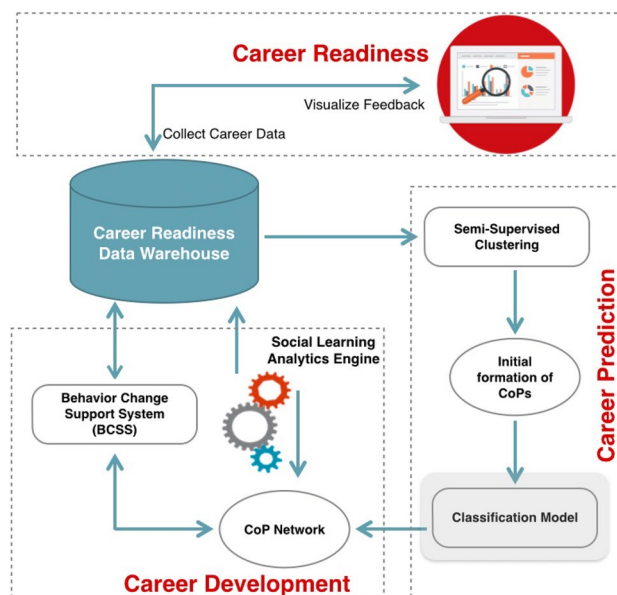 Career Readiness
Visualize Feedback
Collect Career Data
Career Readiness
Data Warehouse
Semi-Supervised
Clustering
Social Learning
Analytics Engine
Initial
formation of
CoPs
Career Prediction
Behavior Change
Support System
(BCSS)
Classification Model
CoP Network
Career Development